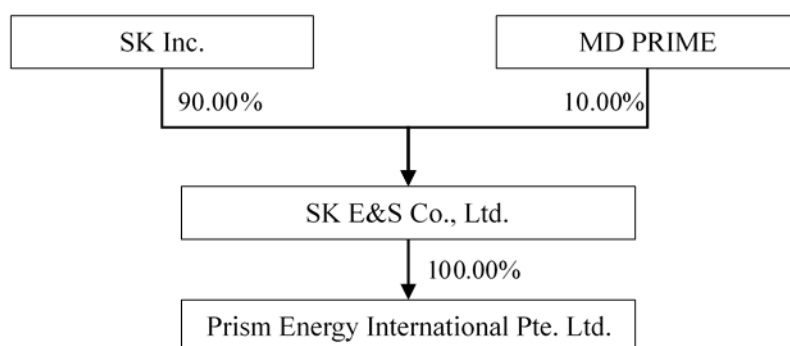 SK Inc.
MD PRIME
90.00%
10.00%
SK E&S Co., Ltd.
100.00%
Prism Energy International Pte. Ltd.